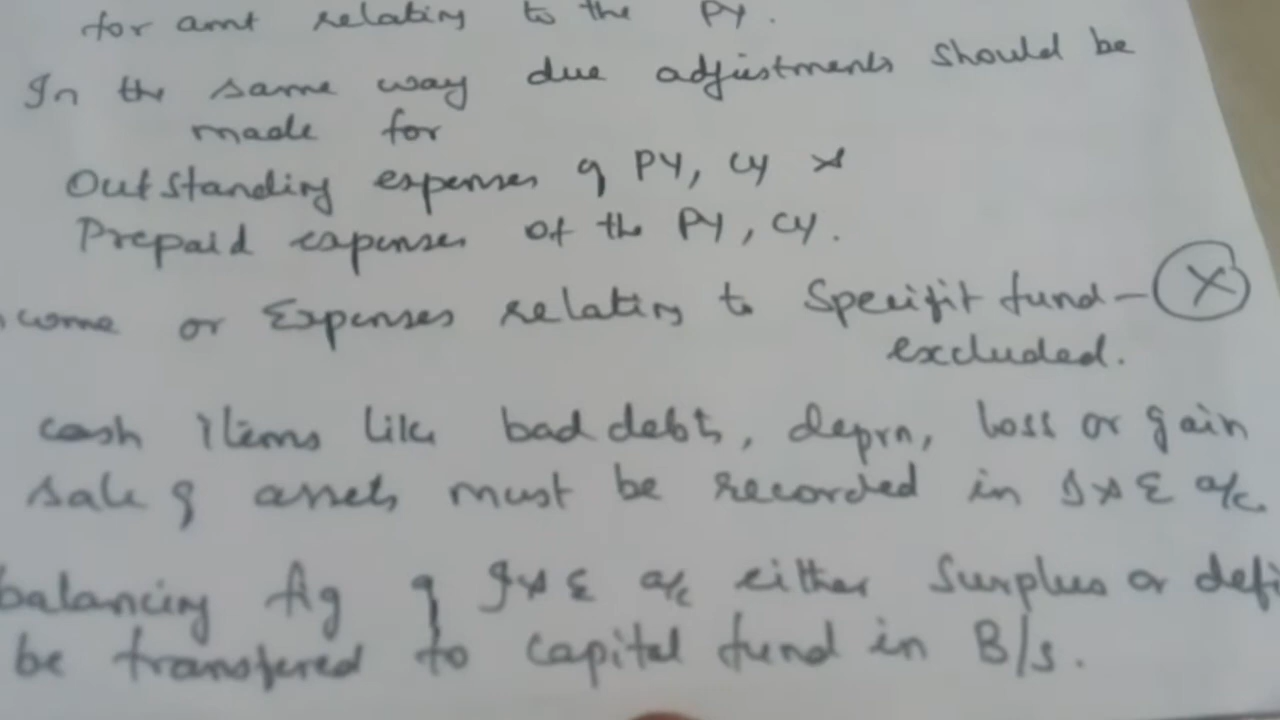 for amt relating to the PY.
In the same way due adjustments should be
made for
Outstanding expenses of PY, CY &
Prepaid expenses of the PY, CY.
come or Expenses relating to Specifit fund – X
excluded.
cash items like bad debts, deprn, loss or gain
sale of assets must be recorded in I & E a/c.
balancing fig of I & E a/c either Surplus or defi
be transfered to capital fund in B/s.